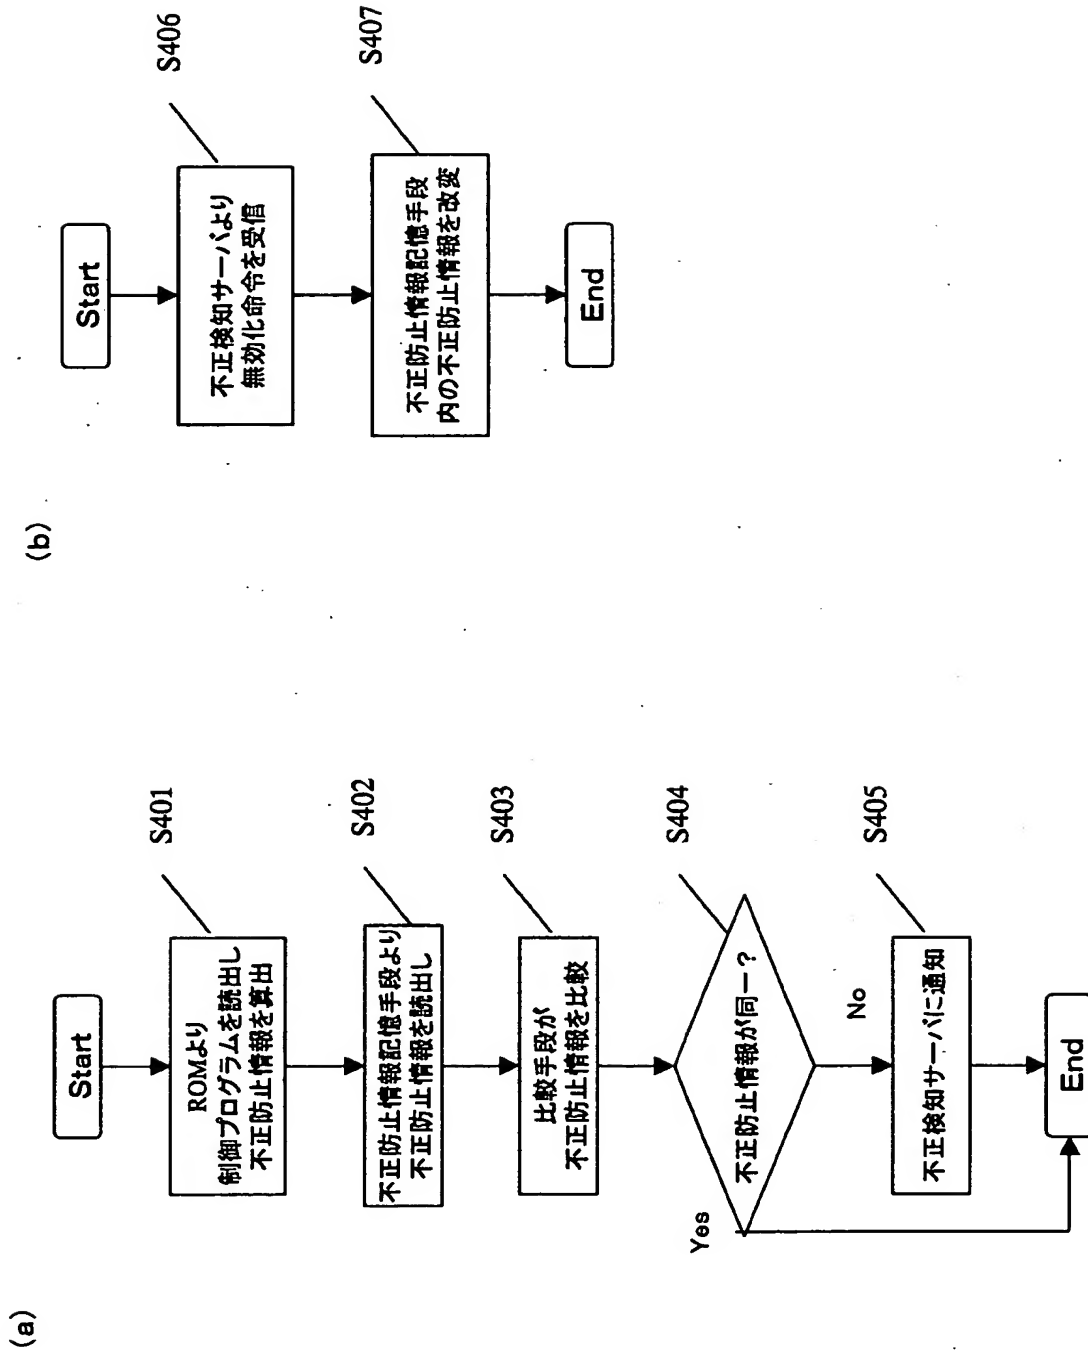 (a)
Start
ROMより
制御プログラムを読出し
不正防止情報を算出
S401
不正防止情報記憶手段より
不正防止情報を読出し
S402
比較手段が
不正防止情報を比較
S403
不正防止情報が同一？
S404
Yes
No
不正検知サーバに通知
S405
End
(b)
Start
不正検知サーバより
無効化命令を受信
S406
不正防止情報記憶手段
内の不正防止情報を改変
S407
End